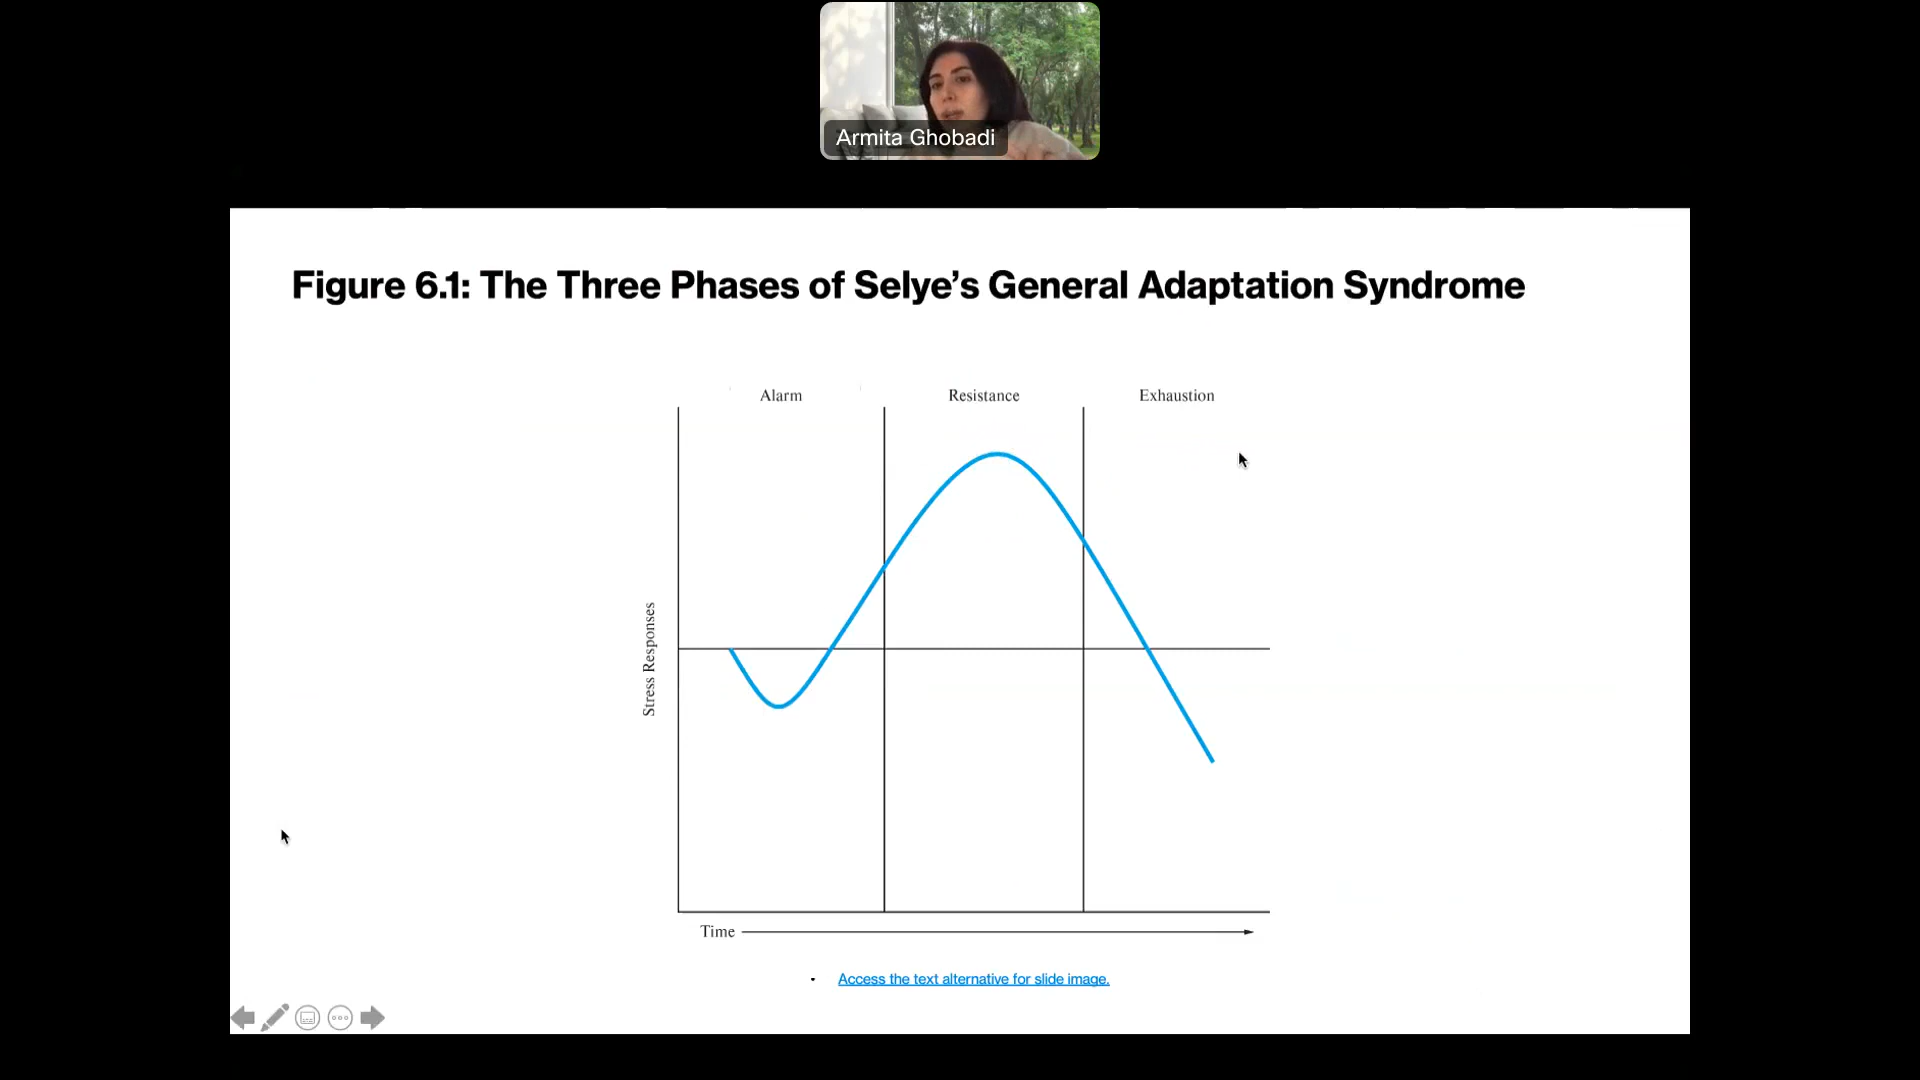 Armita Ghobadi
Figure 6.1: The Three Phases of Selye’s General Adaptation Syndrome
Alarm
Resistance
Exhaustion
Stress Responses
Time
• Access the text alternative for slide image.